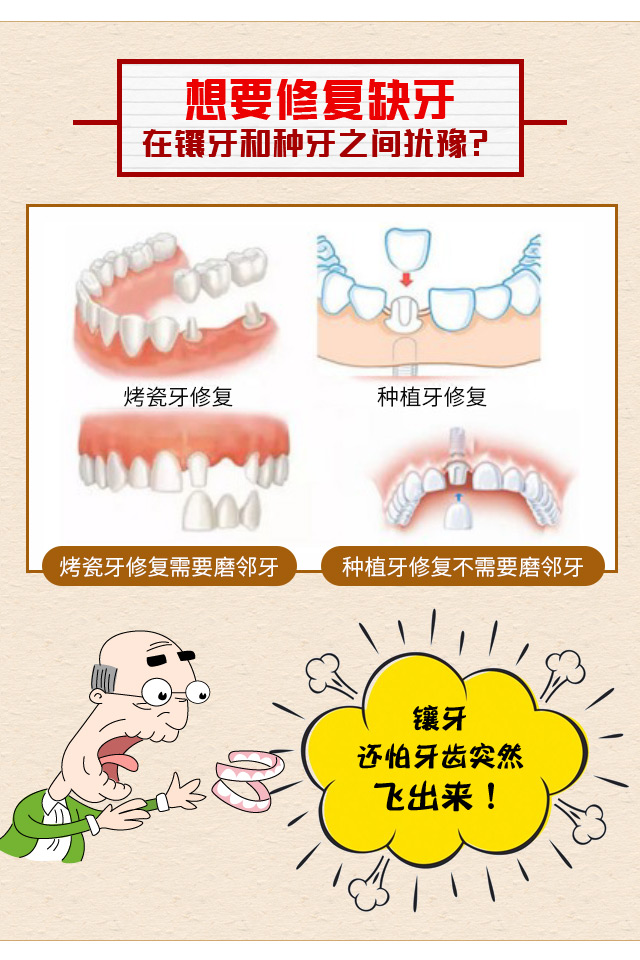 想要修复缺牙
在镶牙和种牙之间犹豫?
烤瓷牙修复
种植牙修复
烤瓷牙修复需要磨邻牙
种植牙修复不需要磨邻牙
镶牙
还怕牙齿突然
飞出来！